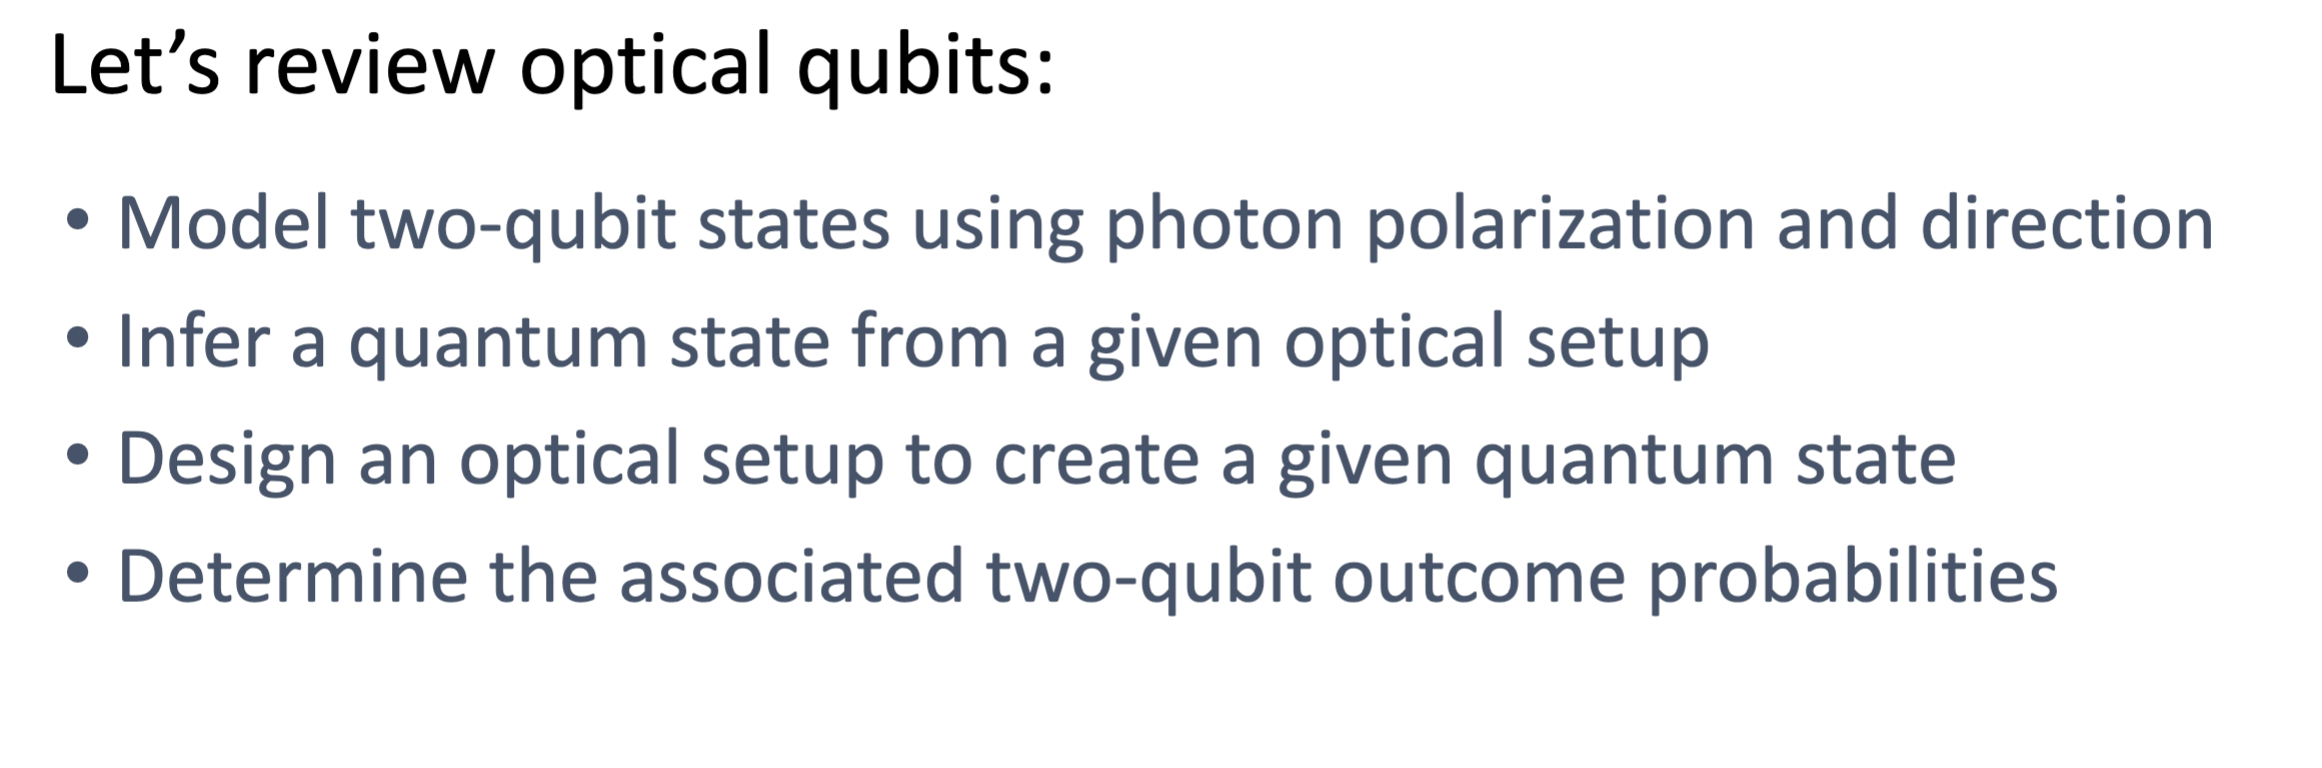 Let’s review optical qubits:
• Model two-qubit states using photon polarization and direction
• Infer a quantum state from a given optical setup
• Design an optical setup to create a given quantum state
• Determine the associated two-qubit outcome probabilities